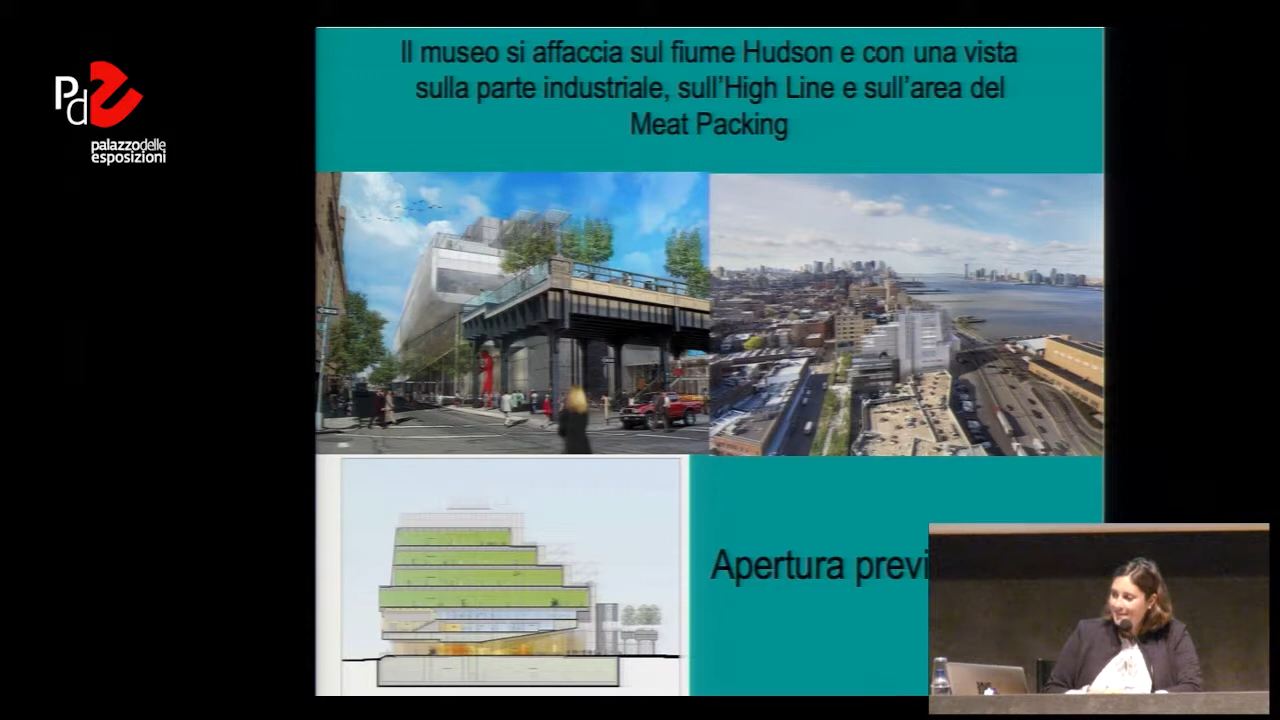 Il museo si affaccia sul fiume Hudson e con una vista
sulla parte industriale, sull'High Line e sull'area del
Meat Packing
PdE
palazzodelle
esposizioni
Apertura previ